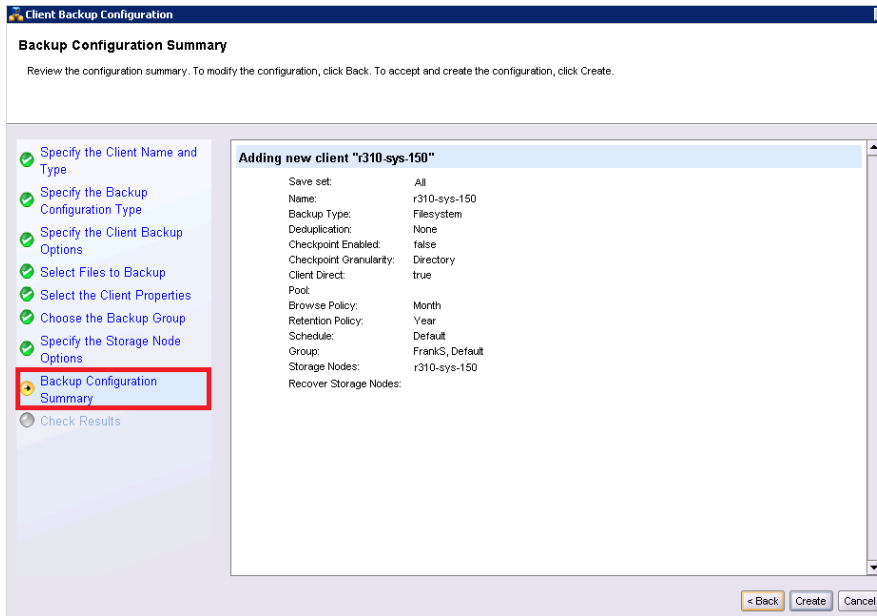 Client Backup Configuration
Backup Configuration Summary
Review the configuration summary. To modify the configuration, click Back. To accept and create the configuration, click Create.
Specify the Client Name and
Type
Specify the Backup
Configuration Type
Specify the Client Backup
Options
Select Files to Backup
Select the Client Properties
Choose the Backup Group
Specify the Storage Node
Options
Backup Configuration
Summary
Check Results
Adding new client "r310-sys-150"
Save set: All
Name: r310-sys-150
Backup Type: Filesystem
Deduplication: None
Checkpoint Enabled: false
Checkpoint Granularity: Directory
Client Direct: true
Pool:
Browse Policy: Month
Retention Policy: Year
Schedule: Default
Group: FrankS, Default
Storage Nodes: r310-sys-150
Recover Storage Nodes:
< Back Create Cancel